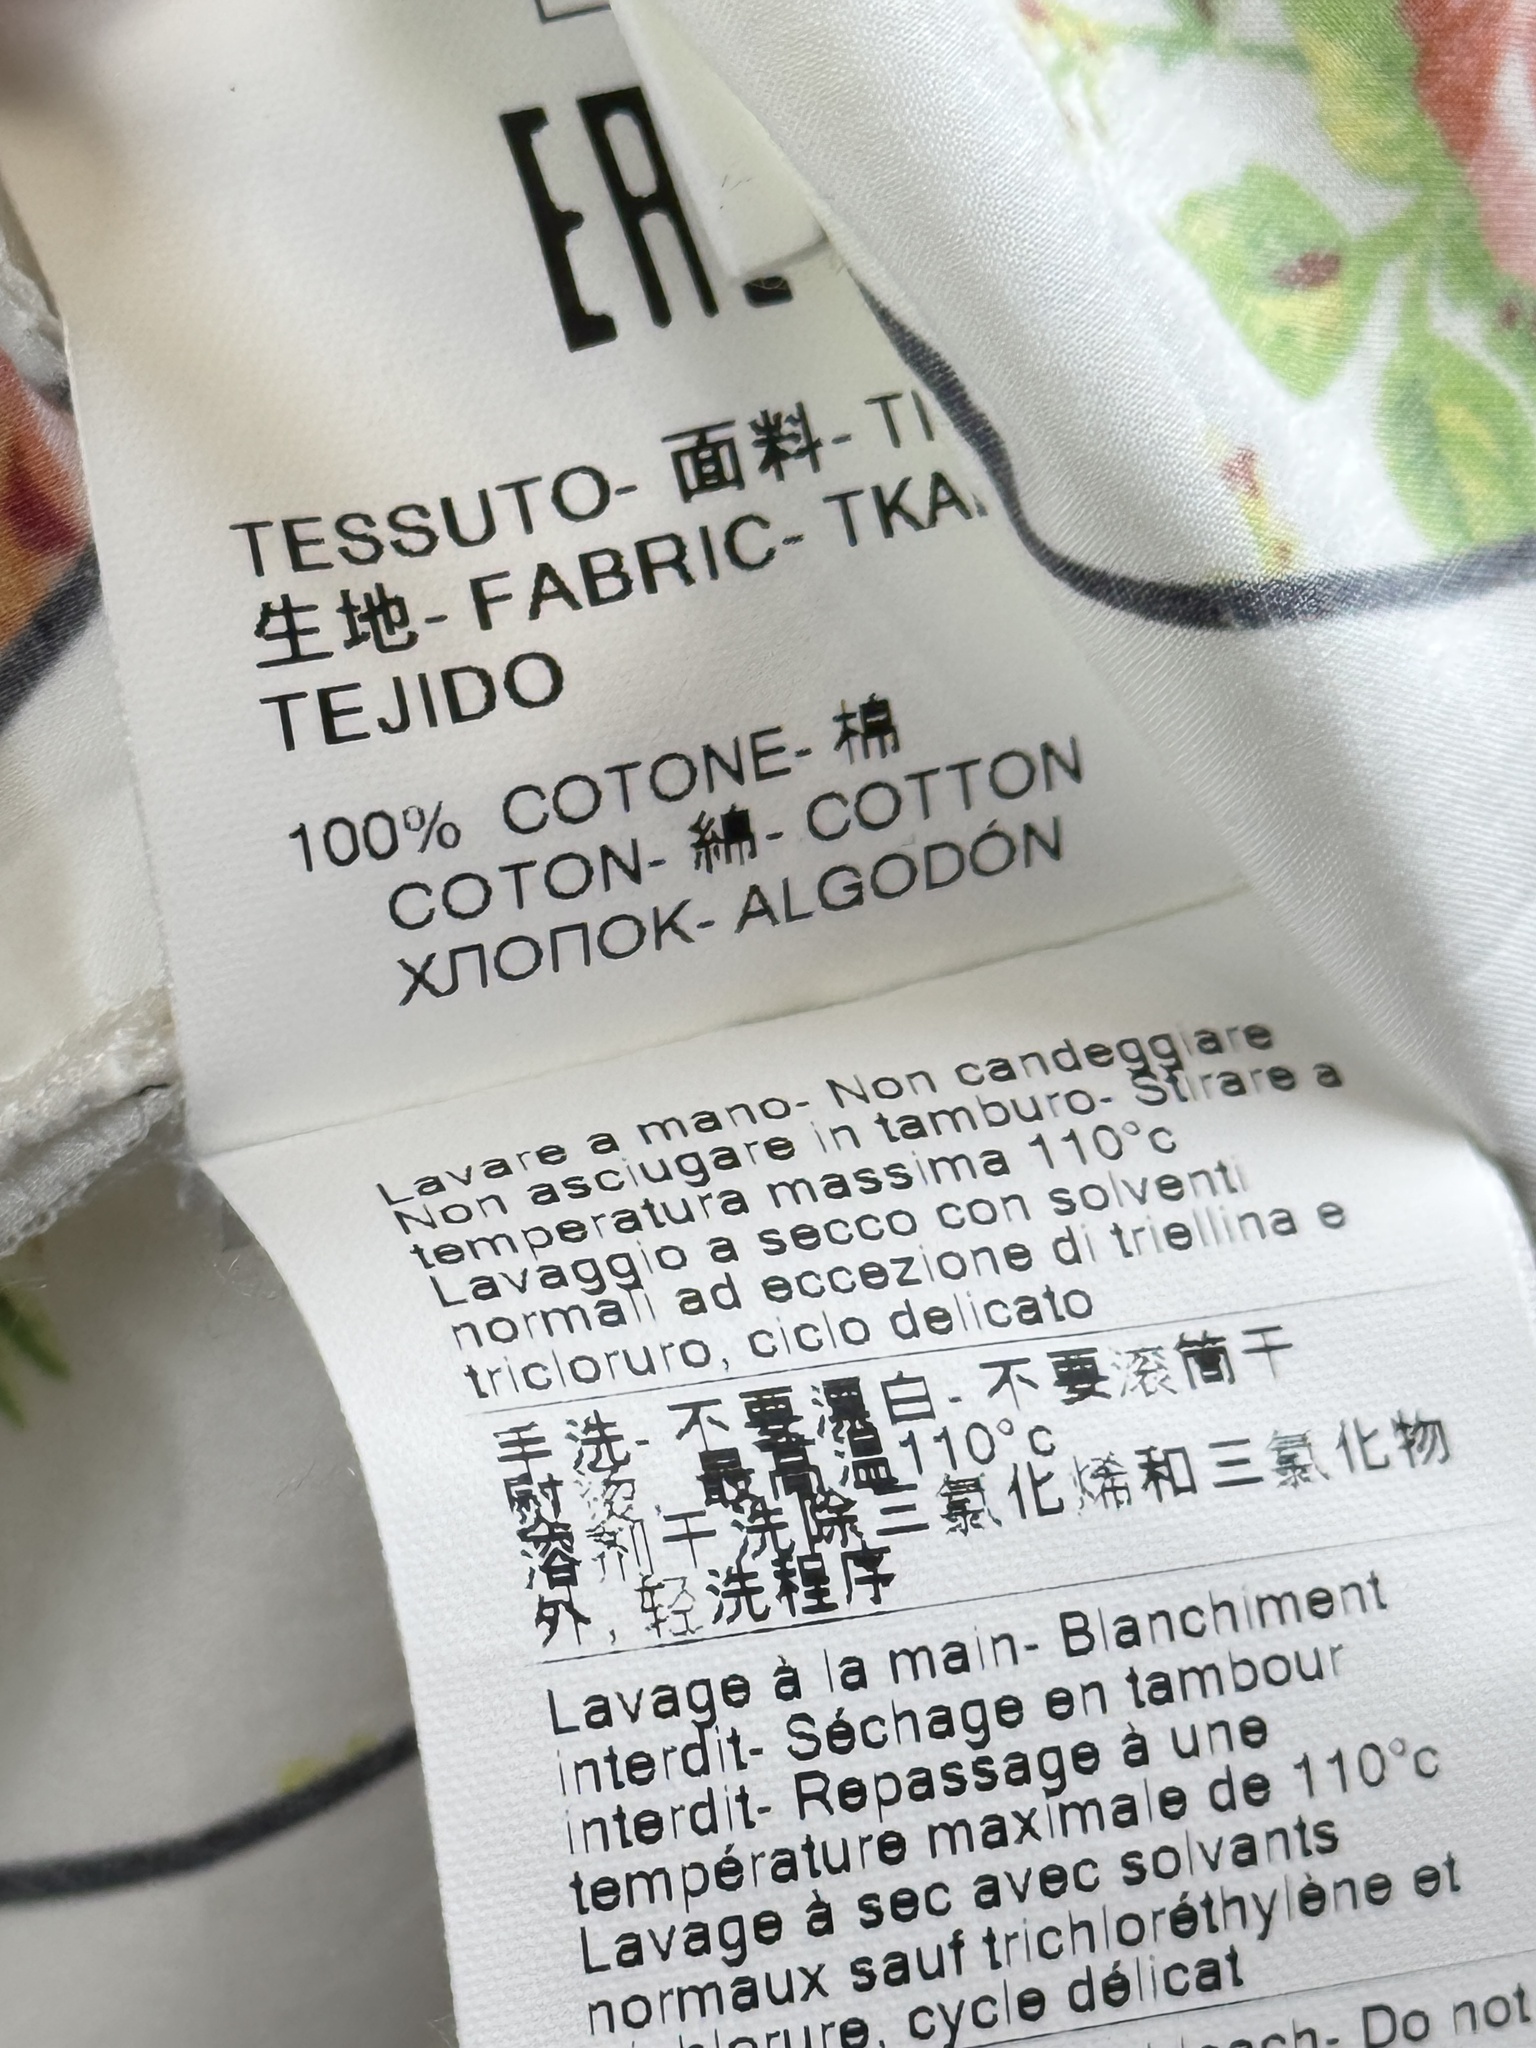 TESSUTO- 面料-
生地- FABRIC-
TEJIDO
100% COTONE- 棉
COTON- 綿- COTTON
ХЛОПОК- ALGODÓN
Lavare a mano- Non candeggiare
Non asciugare in tamburo- Stirare a
temperatura massima 110°c
Lavaggio a secco con solventi
normali ad eccezione di triellina e
tricloruro, ciclo delicato
手洗- 不要漂白- 不要滚筒干
熨烫, 最高温110°c
溶剂干洗除三氯化烯和三氯化物
外, 轻洗程序
Lavage à la main- Blanchiment
interdit- Séchage en tambour
interdit- Repassage à une
température maximale de 110°c
Lavage à sec avec solvants
normaux sauf trichloréthylène et
cycle délicat
Do not